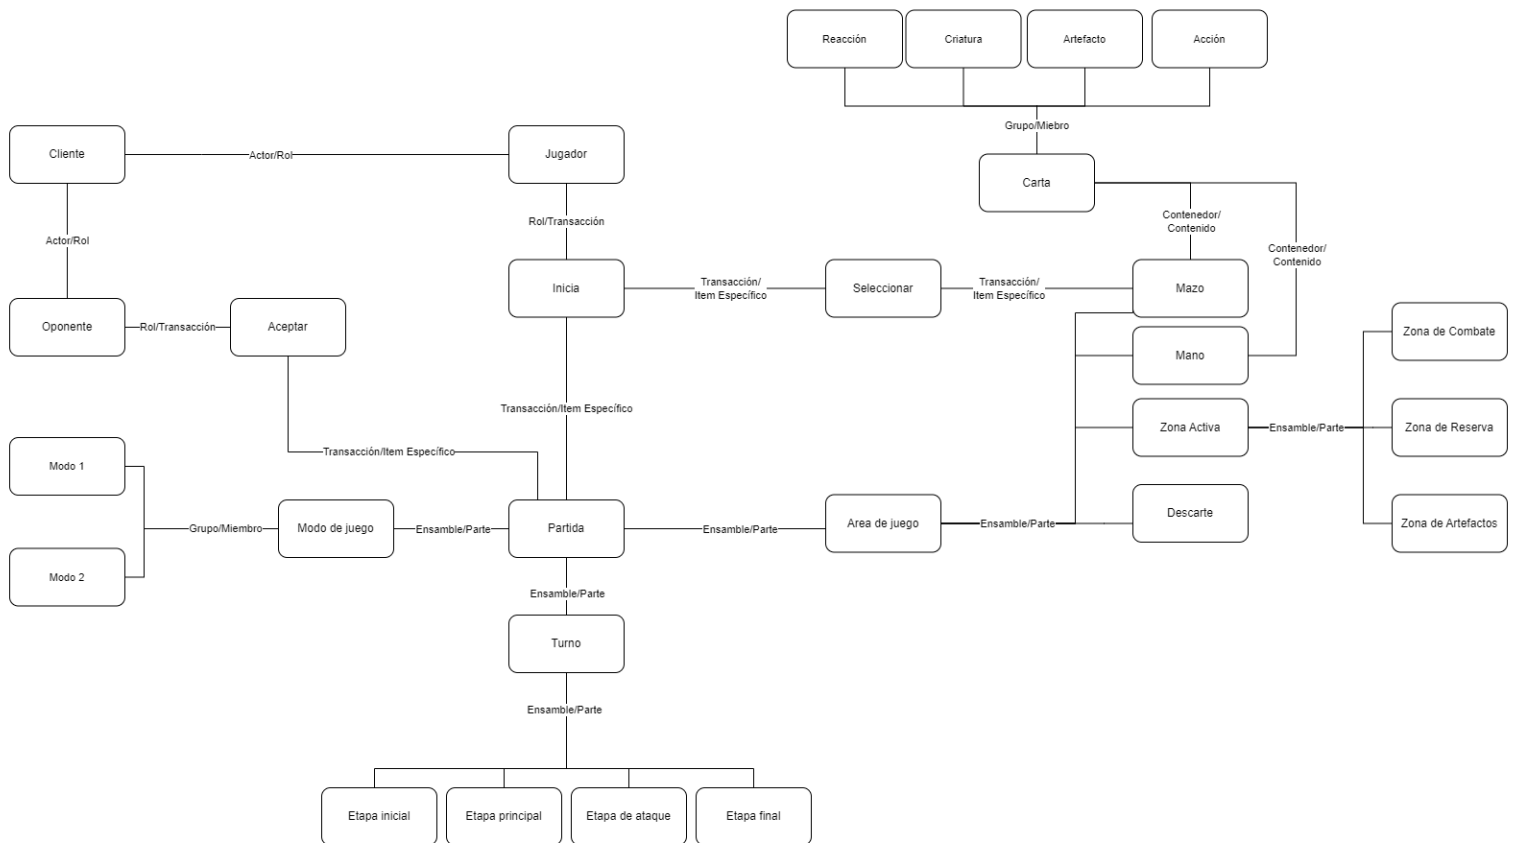 Reacción
Criatura
Artefacto
Acción
Grupo/Miebro
Cliente
Actor/Rol
Jugador
Carta
Rol/Transacción
Contenedor/
Contenido
Actor/Rol
Contenedor/
Contenido
Inicia
Transacción/
Item Específico
Seleccionar
Transacción/
Item Específico
Mazo
Oponente
Rol/Transacción
Aceptar
Mano
Zona de Combate
Transacción/Item Específico
Zona Activa
Ensamble/Parte
Zona de Reserva
Transacción/Item Específico
Modo 1
Grupo/Miembro
Modo de juego
Ensamble/Parte
Partida
Ensamble/Parte
Area de juego
Ensamble/Parte
Descarte
Zona de Artefactos
Modo 2
Ensamble/Parte
Turno
Ensamble/Parte
Etapa inicial
Etapa principal
Etapa de ataque
Etapa final